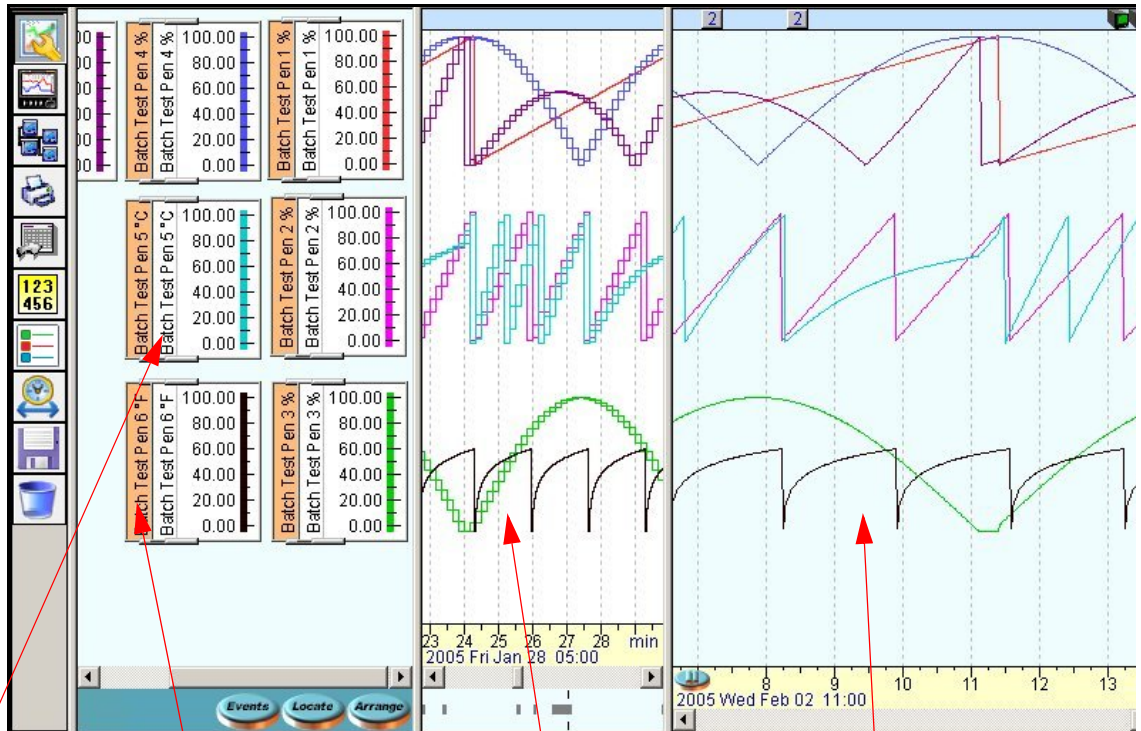 2 2
Batch Test Pen 4 %
Batch Test Pen 4 %
100.00
80.00
60.00
40.00
20.00
0.00
Batch Test Pen 1 %
Batch Test Pen 1 %
100.00
80.00
60.00
40.00
20.00
0.00
Batch Test Pen 5 °C
Batch Test Pen 5 °C
100.00
80.00
60.00
40.00
20.00
0.00
Batch Test Pen 2 %
Batch Test Pen 2 %
100.00
80.00
60.00
40.00
20.00
0.00
123
456
Batch Test Pen 6 °F
Batch Test Pen 6 °F
100.00
80.00
60.00
40.00
20.00
0.00
Batch Test Pen 3 %
Batch Test Pen 3 %
100.00
80.00
60.00
40.00
20.00
0.00
23 24 25 26 27 28 min
2005 Fri Jan 28 05:00
8 9 10 11 12 13
2005 Wed Feb 02 11:00
Events Locate Arrange